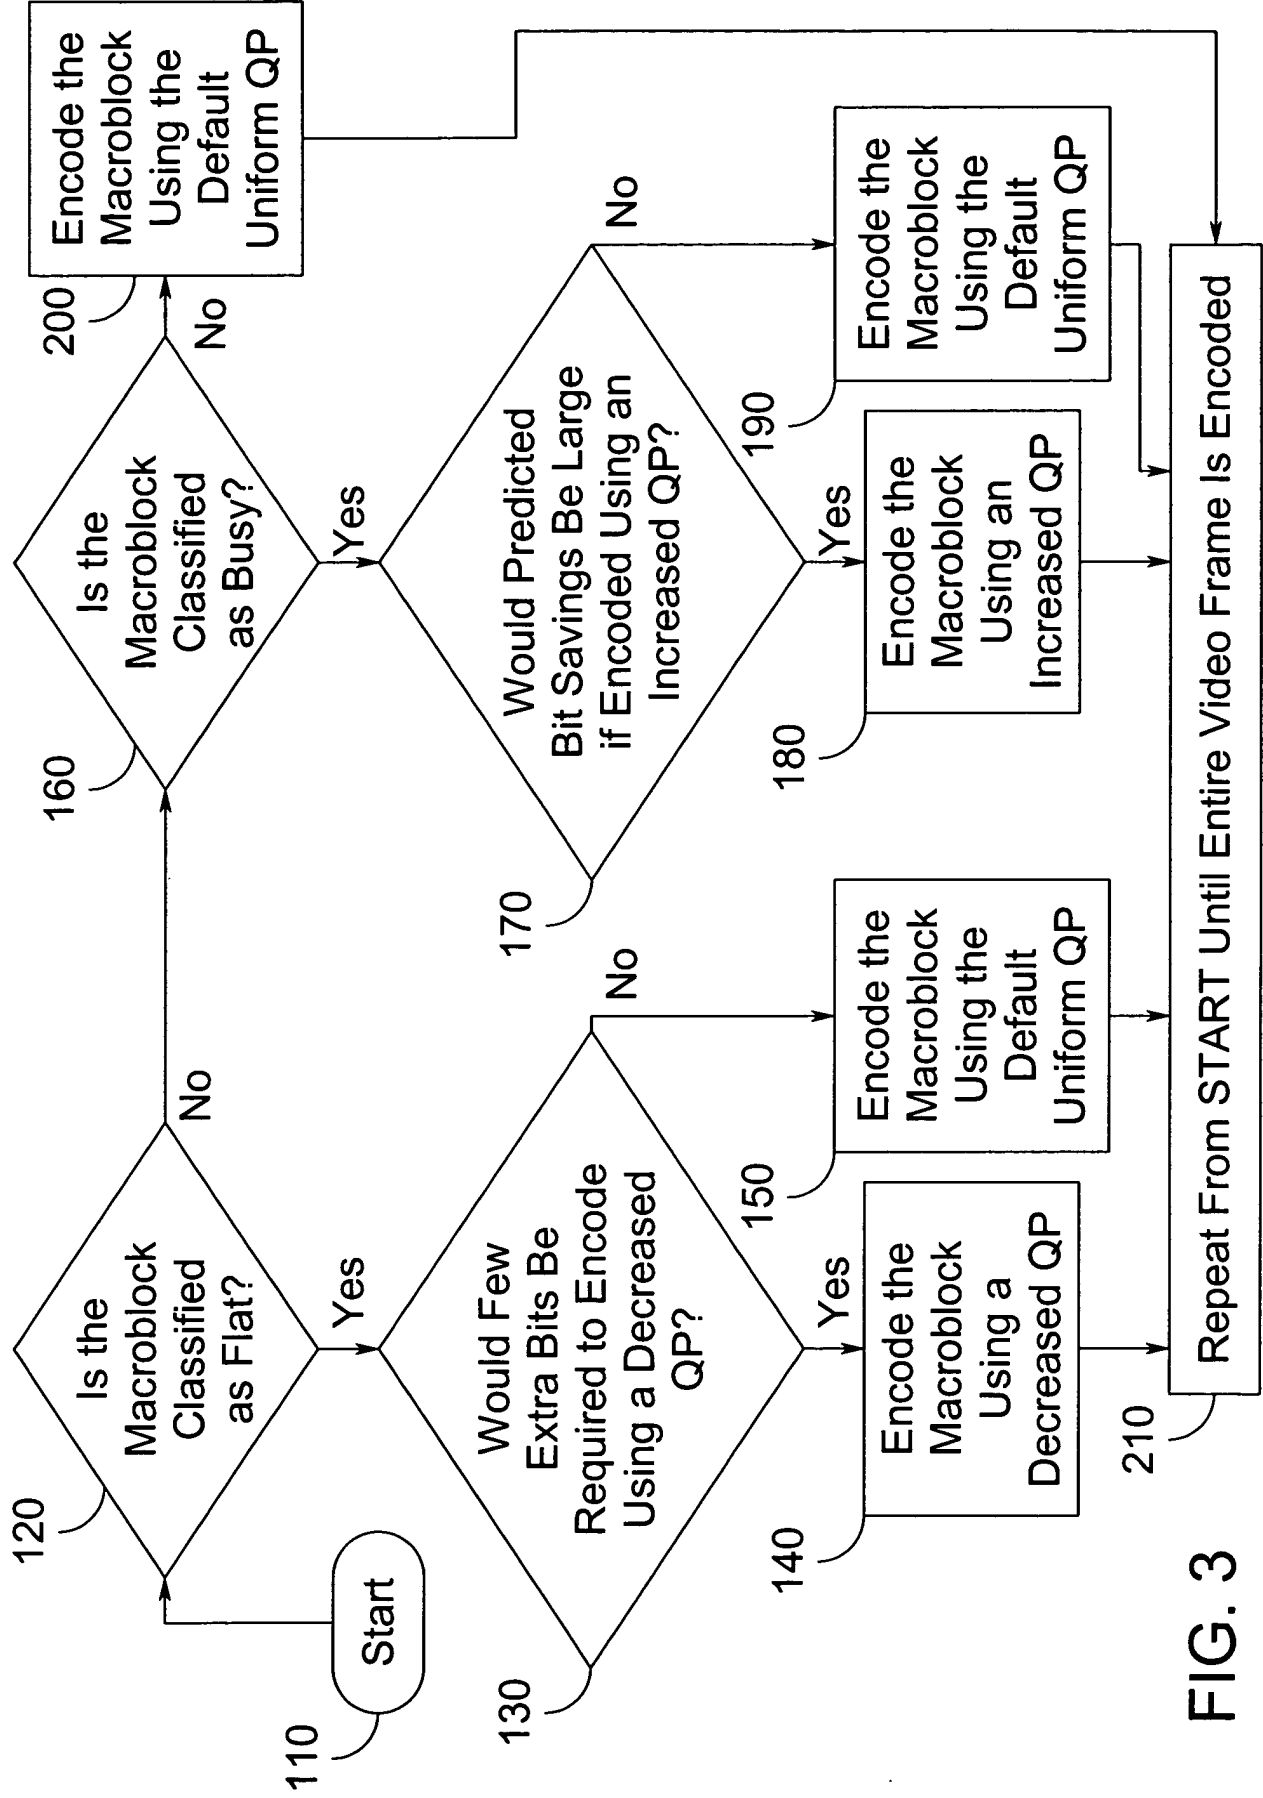 110
Start
120
Is the
Macroblock
Classified
as Flat?
No
Yes
130
Would Few
Extra Bits Be
Required to Encode
Using a Decreased
QP?
No
Yes
140
Encode the
Macroblock
Using a
Decreased QP
150
Encode the
Macroblock
Using the
Default
Uniform QP
160
Is the
Macroblock
Classified
as Busy?
No
Yes
170
Would Predicted
Bit Savings Be Large
if Encoded Using an
Increased QP?
No
Yes
180
Encode the
Macroblock
Using an
Increased QP
190
Encode the
Macroblock
Using the
Default
Uniform QP
200
Encode the
Macroblock
Using the
Default
Uniform QP
210
Repeat From START Until Entire Video Frame Is Encoded
FIG. 3